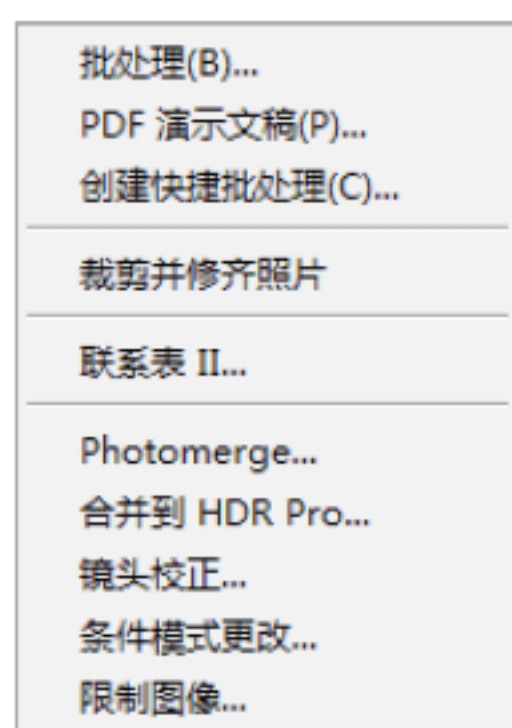 批处理(B)...
PDF 演示文稿(P)...
创建快捷批处理(C)...
裁剪并修齐照片
联系表 II...
Photomerge...
合并到 HDR Pro...
镜头校正...
条件模式更改...
限制图像...